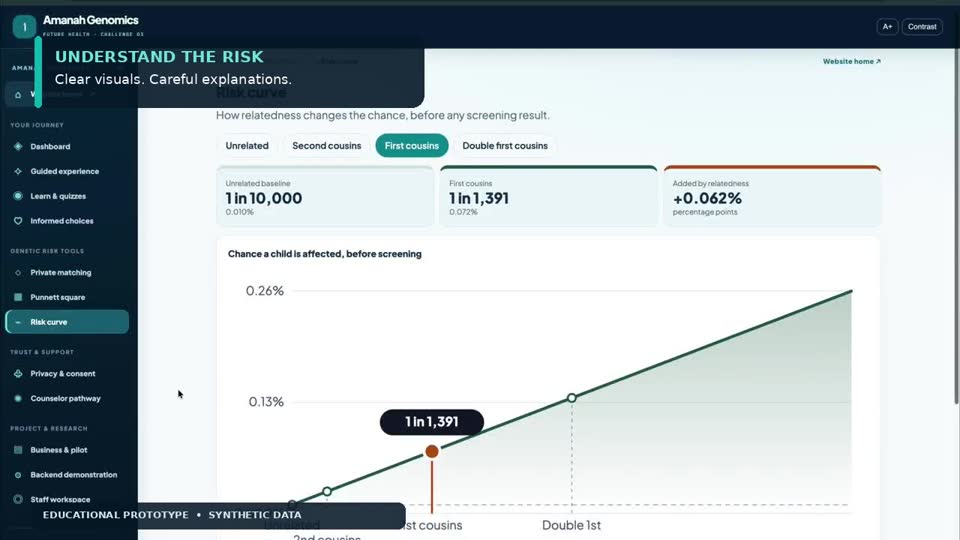 Amanah Genomics
FUTURE HEALTH · CHALLENGE 05
A+
Contrast
UNDERSTAND THE RISK
Clear visuals. Careful explanations.
Website home ↗
Risk curve
How relatedness changes the chance, before any screening result.
Unrelated
Second cousins
First cousins
Double first cousins
YOUR JOURNEY
Dashboard
Guided experience
Learn & quizzes
Informed choices
GENETIC RISK TOOLS
Private matching
Punnett square
Risk curve
TRUST & SUPPORT
Privacy & consent
Counselor pathway
PROJECT & RESEARCH
Business & pilot
Backend demonstration
Staff workspace
Unrelated baseline
1 in 10,000
0.010%
First cousins
1 in 1,391
0.072%
Added by relatedness
+0.062%
percentage points
Chance a child is affected, before screening
0.26%
0.13%
1 in 1,391
Unrelated
2nd cousins
1st cousins
Double 1st
EDUCATIONAL PROTOTYPE • SYNTHETIC DATA